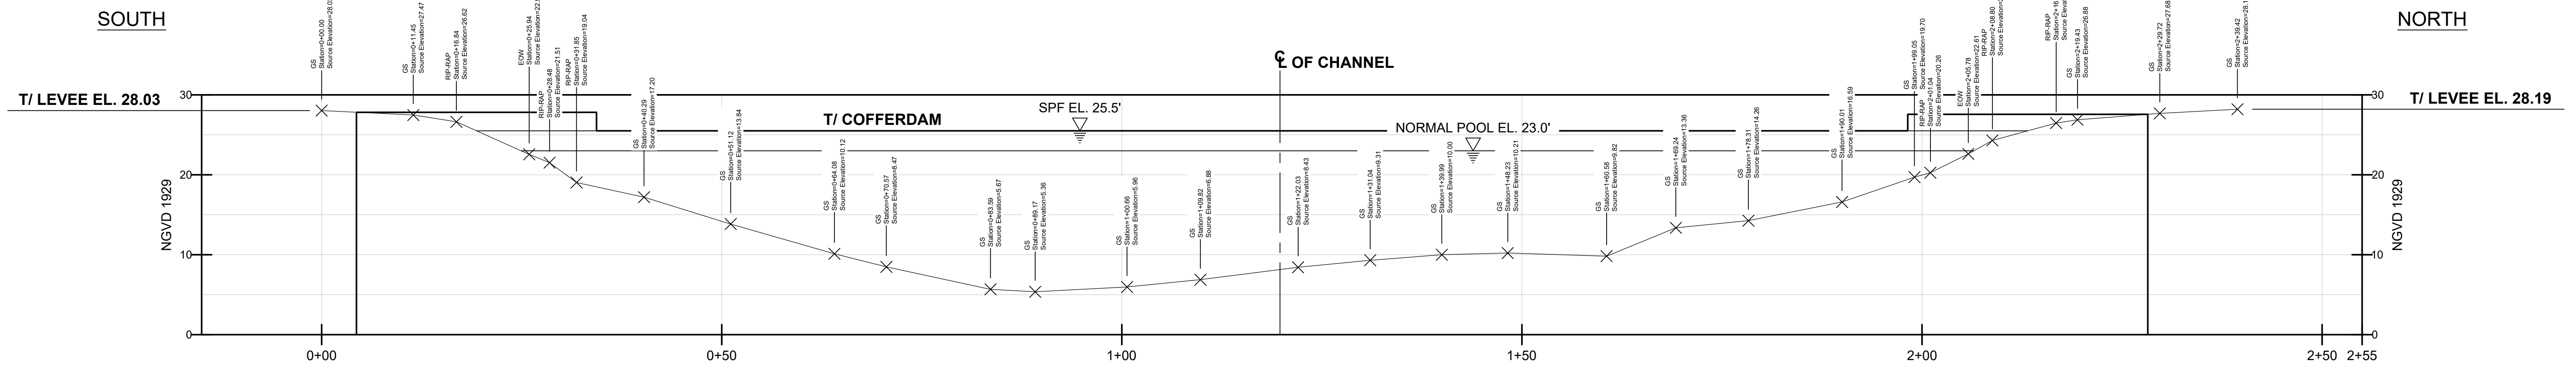 SOUTH
NORTH
T/ LEVEE EL. 28.03
T/ LEVEE EL. 28.19
℄ OF CHANNEL
T/ COFFERDAM
SPF EL. 25.5'
NORMAL POOL EL. 23.0'
GS
Station=0+00.00
Source Elevation=28.03
GS
Station=0+11.45
Source Elevation=27.47
RIP-RAP
Station=0+16.84
Source Elevation=26.62
EOW
Station=0+25.94
Source
RIP-RAP
Station=0+28.48
Source Elevation=21.51
RIP-RAP
Station=0+31.85
Source Elevation=19.04
GS
Station=0+40.29
Source Elevation=17.20
GS
Station=0+51.12
Source Elevation=13.84
GS
Station=0+64.08
Source Elevation=10.12
GS
Station=0+70.57
Source Elevation=8.47
GS
Station=0+83.59
Source Elevation=5.67
GS
Station=0+89.17
Source Elevation=5.36
GS
Station=1+00.66
Source Elevation=5.96
GS
Station=1+09.82
Source Elevation=6.88
GS
Station=1+22.03
Source Elevation=8.43
GS
Station=1+31.04
Source Elevation=9.31
GS
Station=1+39.99
Source Elevation=10.00
GS
Station=1+48.23
Source Elevation=10.21
GS
Station=1+60.58
Source Elevation=9.82
GS
Station=1+69.24
Source Elevation=13.36
GS
Station=1+78.31
Source Elevation=14.26
GS
Station=1+90.01
Source Elevation=16.59
GS
Station=1+99.05
Source Elevation=19.70
RIP-RAP
Station=2+01.04
Source Elevation=20.26
EOW
Station=2+05.78
Source Elevation=22.61
RIP-RAP
Station=2+08.80
Source
RIP-RAP
Source
GS
Station=2+19.43
Source Elevation=26.88
GS
Station=2+29.72
Source Elevation=27.68
GS
Station=2+39.42
Source
30
20
10
0
NGVD 1929
30
20
10
0
NGVD 1929
0+00
0+50
1+00
1+50
2+00
2+50
2+55